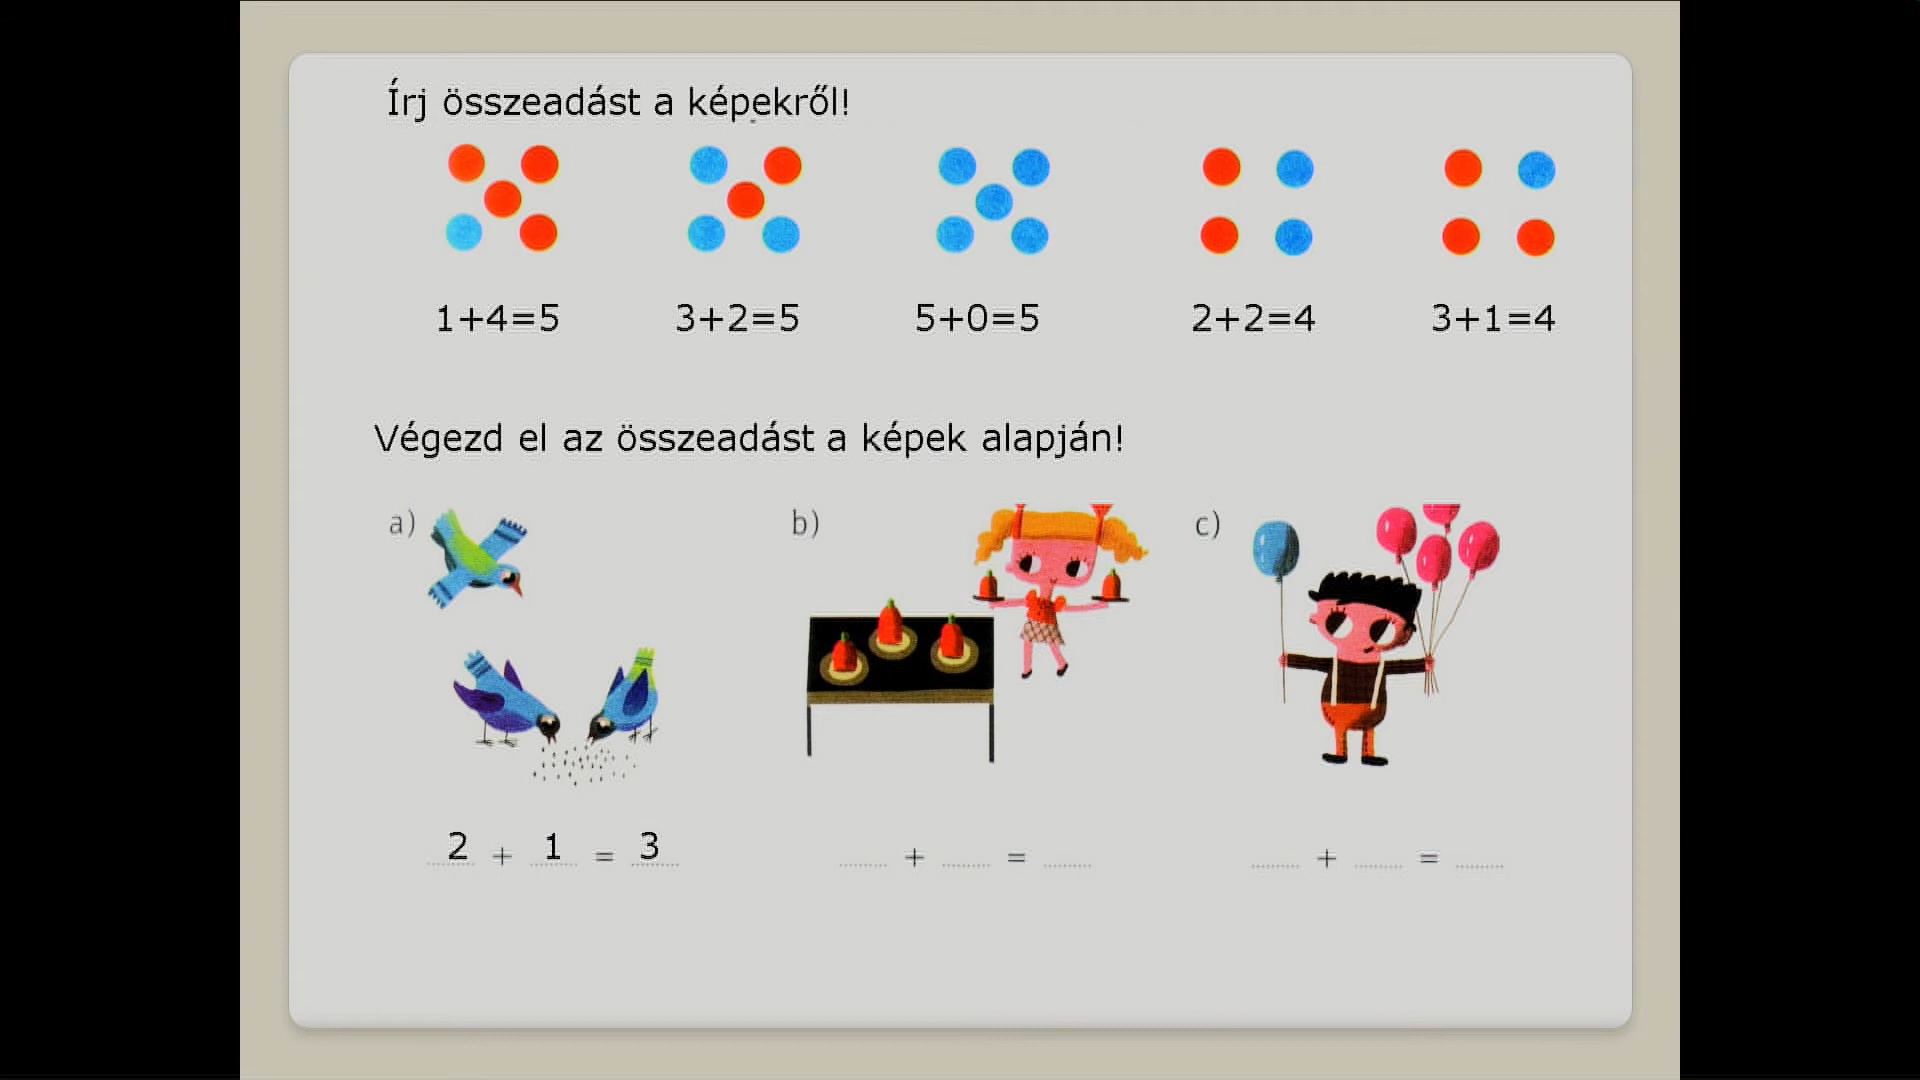 Írj összeadást a képekről!
1+4=5 3+2=5 5+0=5 2+2=4 3+1=4
Végezd el az összeadást a képek alapján!
a) b) c)
2 + 1 = 3 ........ + ........ = ........ ........ + ........ = ........